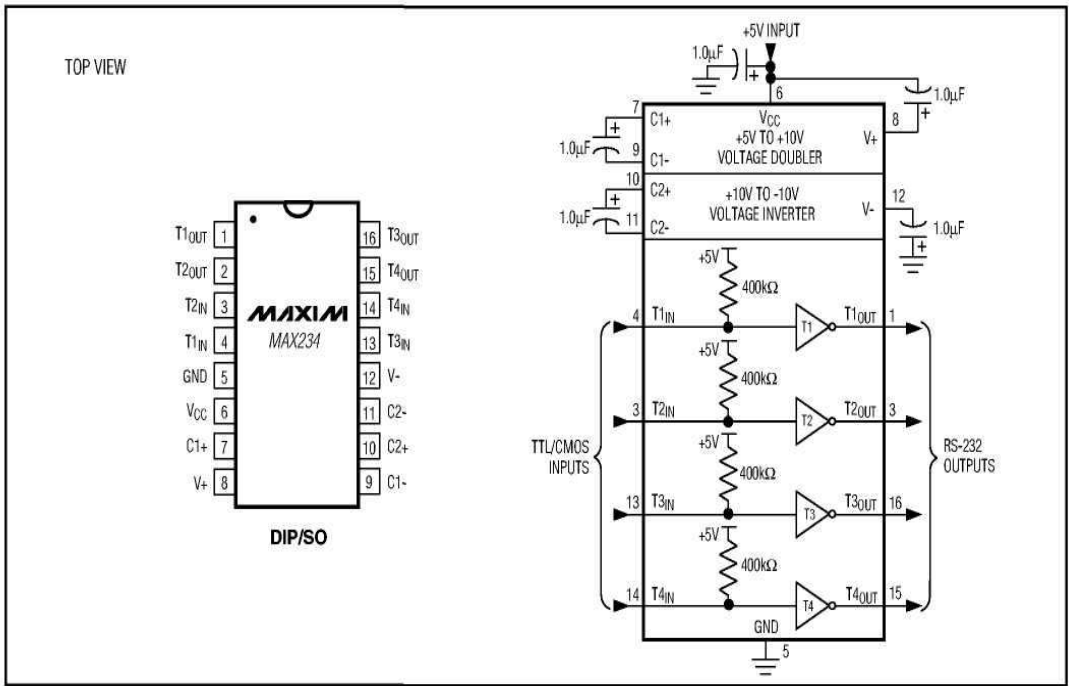 TOP VIEW
T1OUT 1
T2OUT 2
T2IN 3
T1IN 4
GND 5
VCC 6
C1+ 7
V+ 8
16 T3OUT
15 T4OUT
14 T4IN
13 T3IN
12 V-
11 C2-
10 C2+
9 C1-
MAXIM
MAX234
DIP/SO
+5V INPUT
1.0µF
+
6
1.0µF
+
7
C1+
+
1.0µF
9
C1-
VCC
+5V TO +10V
VOLTAGE DOUBLER
V+
8
10
C2+
+
1.0µF
11
C2-
+10V TO -10V
VOLTAGE INVERTER
V-
12
1.0µF
+
+5V
400kΩ
4
T1IN
T1
T1OUT
1
+5V
400kΩ
3
T2IN
T2
T2OUT
3
+5V
400kΩ
13
T3IN
T3
T3OUT
16
+5V
400kΩ
14
T4IN
T4
T4OUT
15
TTL/CMOS
INPUTS
RS-232
OUTPUTS
GND
5